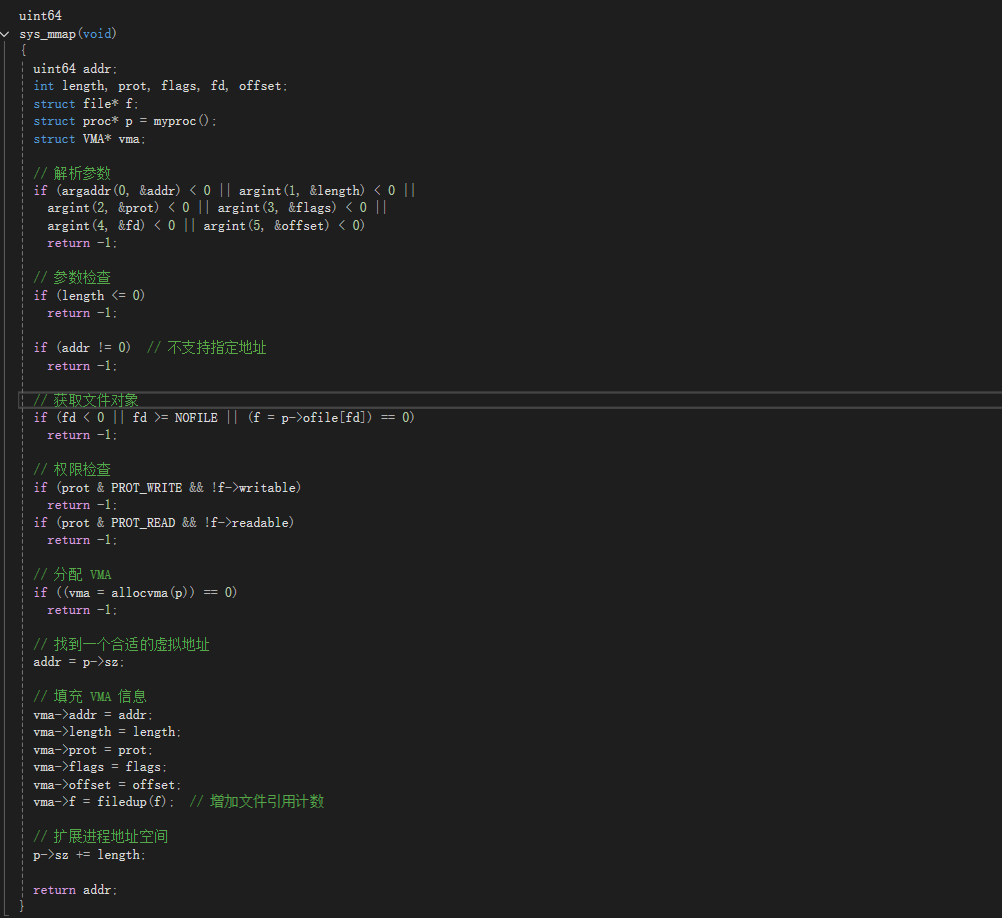 uint64
sys_mmap(void)
{
  uint64 addr;
  int length, prot, flags, fd, offset;
  struct file* f;
  struct proc* p = myproc();
  struct VMA* vma;

  // 解析参数
  if (argaddr(0, &addr) < 0 || argint(1, &length) < 0 ||
    argint(2, &prot) < 0 || argint(3, &flags) < 0 ||
    argint(4, &fd) < 0 || argint(5, &offset) < 0)
    return -1;

  // 参数检查
  if (length <= 0)
    return -1;

  if (addr != 0)  // 不支持指定地址
    return -1;

  // 获取文件对象
  if (fd < 0 || fd >= NOFILE || (f = p->ofile[fd]) == 0)
    return -1;

  // 权限检查
  if (prot & PROT_WRITE && !f->writable)
    return -1;
  if (prot & PROT_READ && !f->readable)
    return -1;

  // 分配 VMA
  if ((vma = allocvma(p)) == 0)
    return -1;

  // 找到一个合适的虚拟地址
  addr = p->sz;

  // 填充 VMA 信息
  vma->addr = addr;
  vma->length = length;
  vma->prot = prot;
  vma->flags = flags;
  vma->offset = offset;
  vma->f = filedup(f);  // 增加文件引用计数

  // 扩展进程地址空间
  p->sz += length;

  return addr;
}